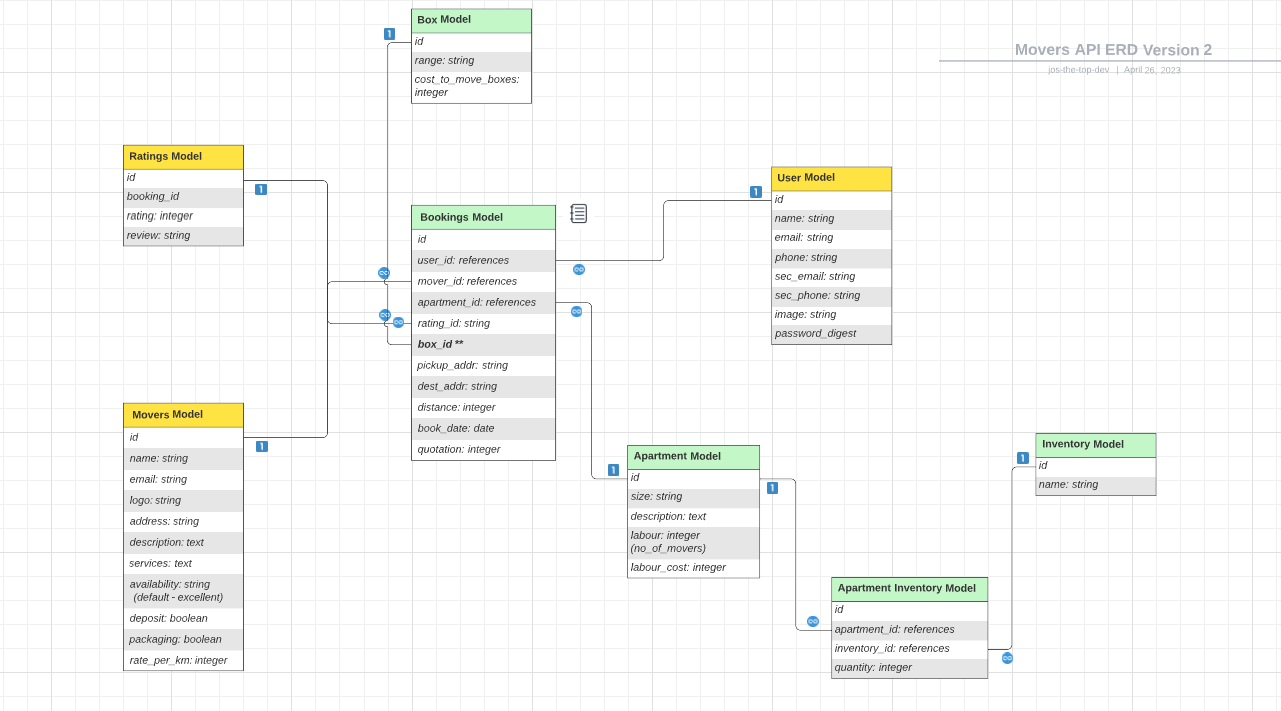 Box Model
id
range: string
cost_to_move_boxes:
integer
Movers API ERD Version 2
jos-the-top-dev | April 26, 2023
Ratings Model
id
booking_id
rating: integer
review: string
Bookings Model
id
user_id: references
mover_id: references
apartment_id: references
rating_id: string
box_id **
pickup_addr: string
dest_addr: string
distance: integer
book_date: date
quotation: integer
User Model
id
name: string
email: string
phone: string
sec_email: string
sec_phone: string
image: string
password_digest
Movers Model
id
name: string
email: string
logo: string
address: string
description: text
services: text
availability: string
(default - excellent)
deposit: boolean
packaging: boolean
rate_per_km: integer
Apartment Model
id
size: string
description: text
labour: integer
(no_of_movers)
labour_cost: integer
Inventory Model
id
name: string
Apartment Inventory Model
id
apartment_id: references
inventory_id: references
quantity: integer
1
1
1
1
1
1
1
∞
∞
∞
∞
∞
∞
∞